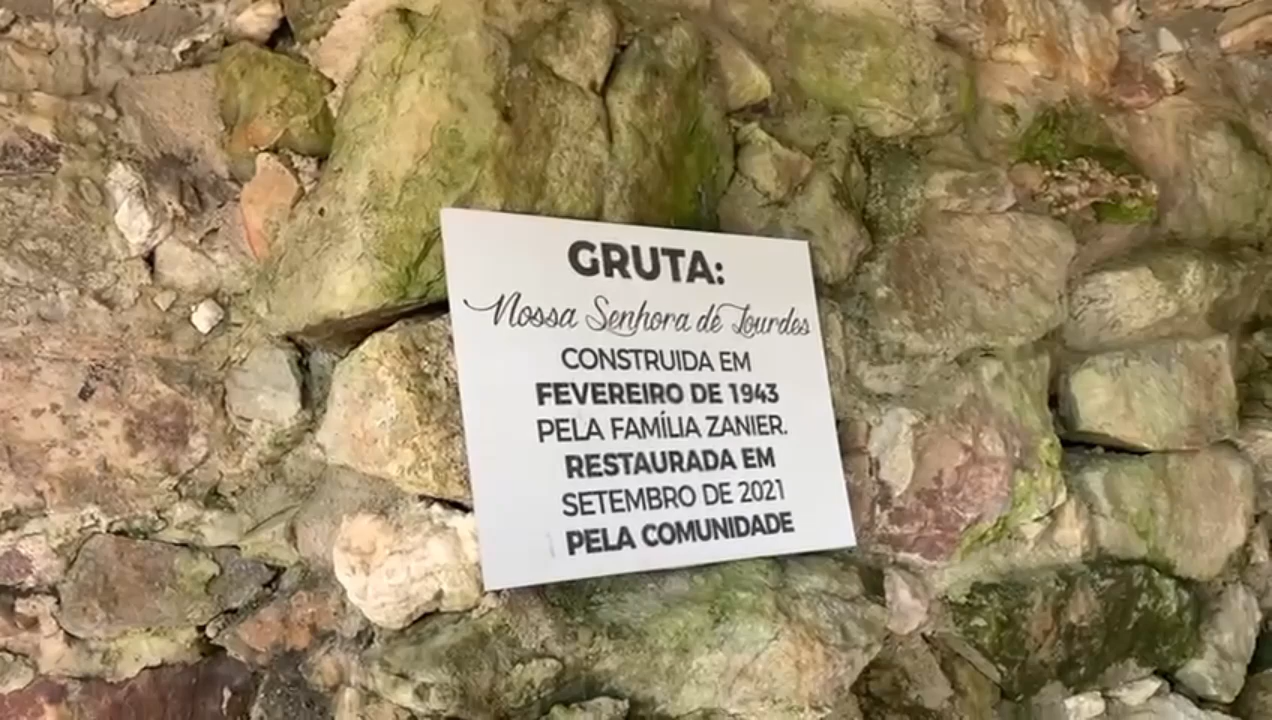 GRUTA:
Nossa Senhora de Lourdes
CONSTRUIDA EM
FEVEREIRO DE 1943
PELA FAMÍLIA ZANIER.
RESTAURADA EM
SETEMBRO DE 2021
PELA COMUNIDADE